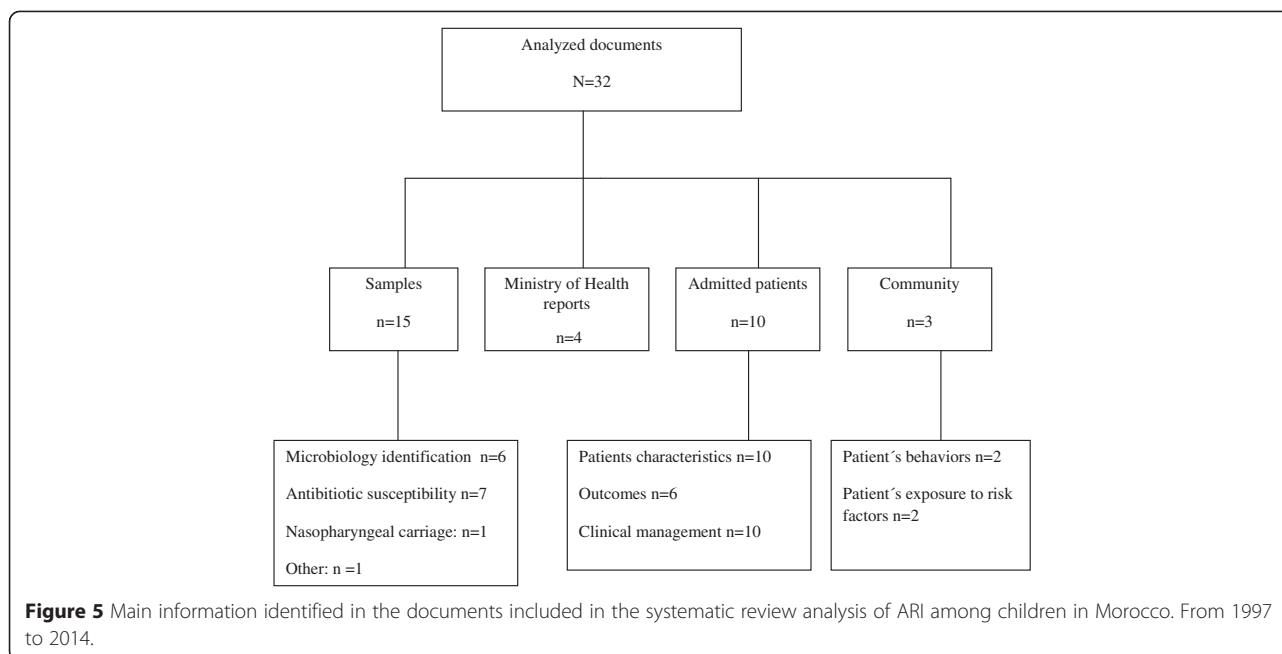 Analyzed documents
N=32
Samples
n=15
Ministry of Health
reports
n=4
Admitted patients
n=10
Community
n=3
Microbiology identification n=6
Antibitiotic susceptibility n=7
Nasopharyngeal carriage: n=1
Other: n =1
Patients characteristics n=10
Outcomes n=6
Clinical management n=10
Patient´s behaviors n=2
Patient´s exposure to risk
factors n=2
Figure 5 Main information identified in the documents included in the systematic review analysis of ARI among children in Morocco. From 1997
to 2014.